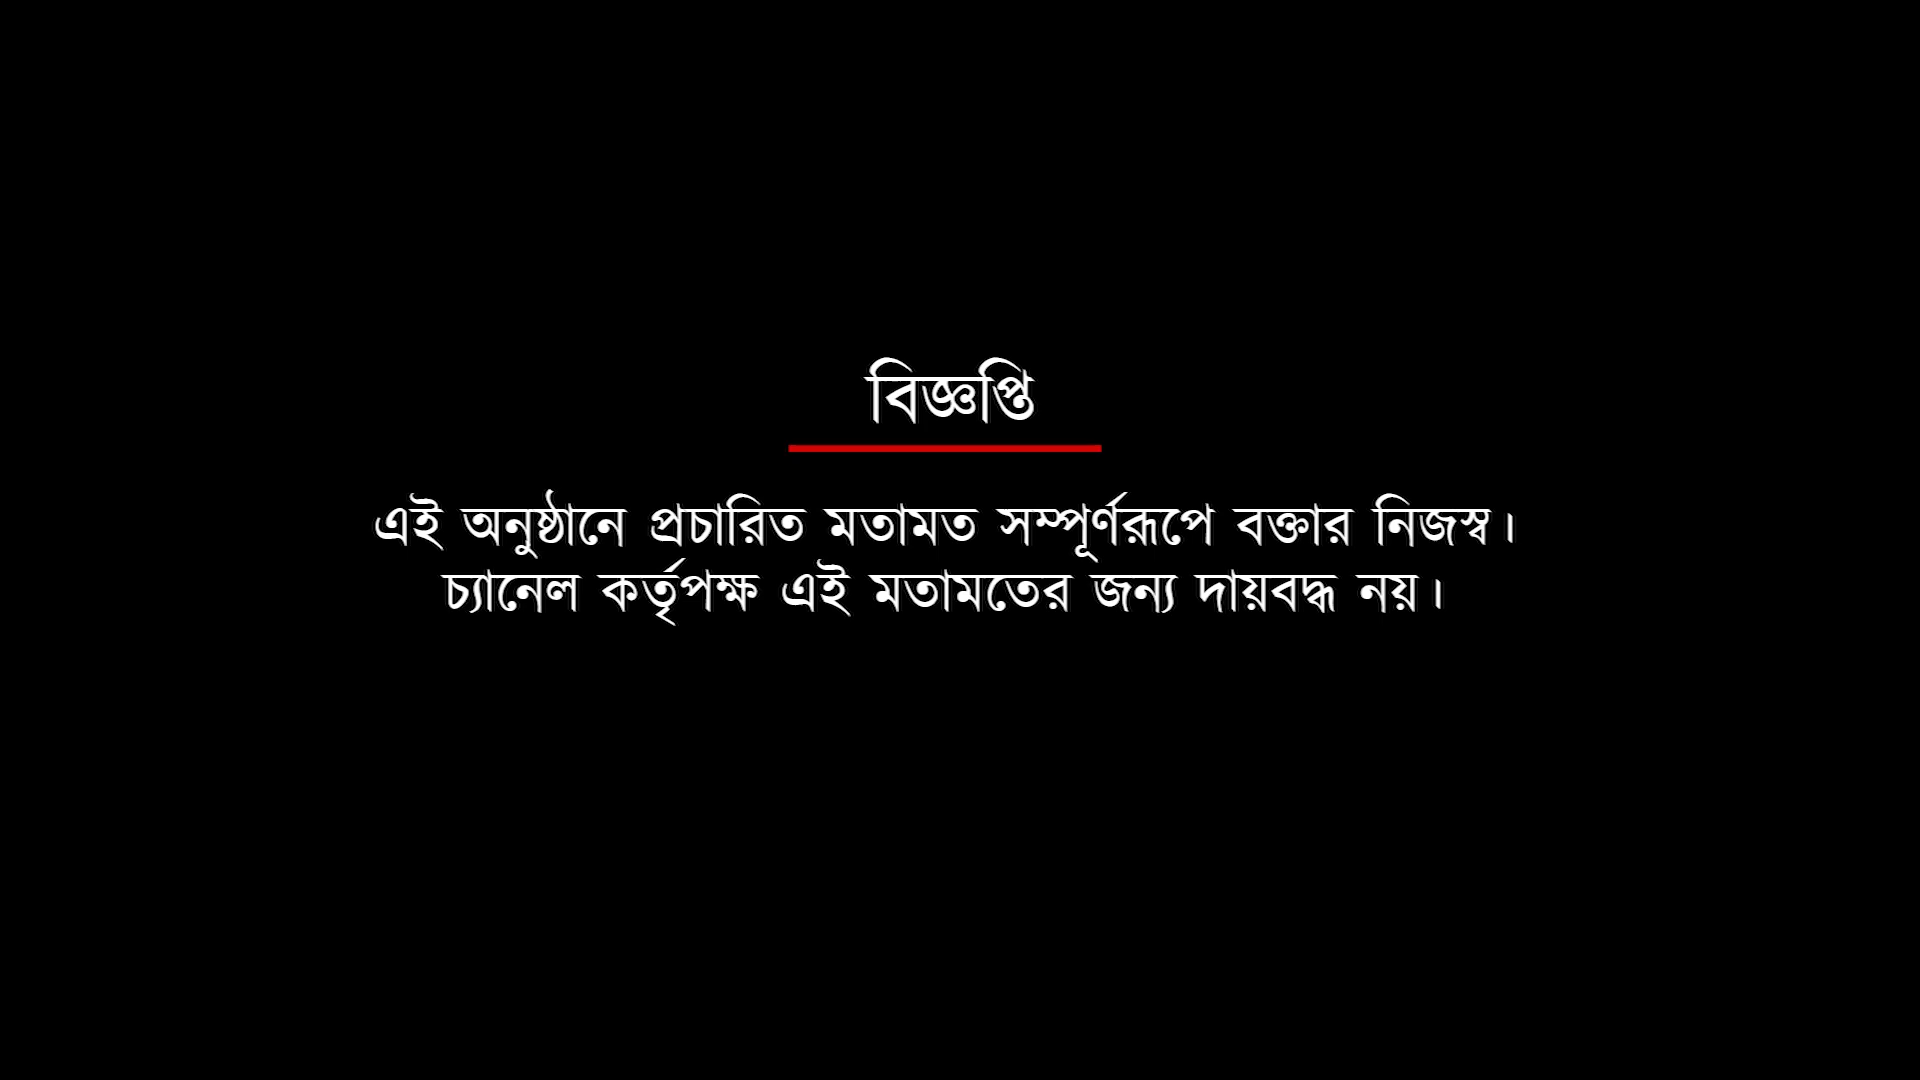 বিজ্ঞপ্তি
এই অনুষ্ঠানে প্রচারিত মতামত সম্পূর্ণরূপে বক্তার নিজস্ব।
চ্যানেল কর্তৃপক্ষ এই মতামতের জন্য দায়বদ্ধ নয়।